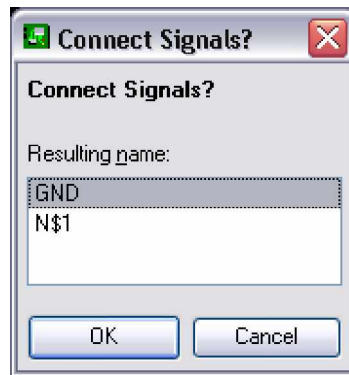 Connect Signals?
Connect Signals?
Resulting name:
GND
N$1
OK Cancel